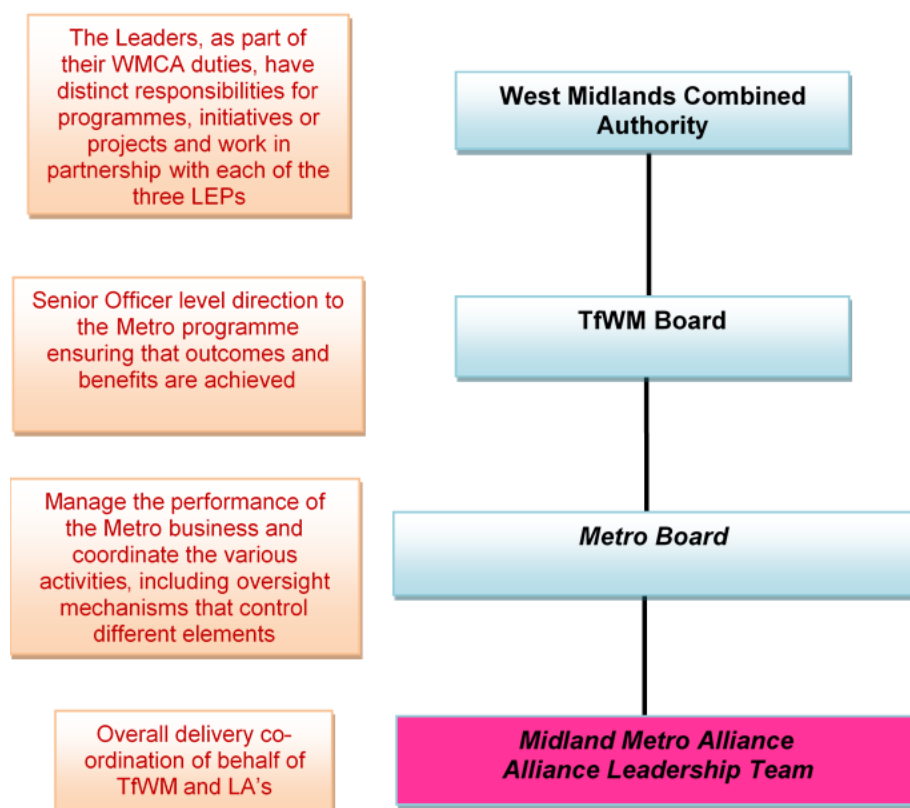 The Leaders, as part of
their WMCA duties, have
distinct responsibilities for
programmes, initiatives or
projects and work in
partnership with each of the
three LEPs
West Midlands Combined
Authority
Senior Officer level direction to
the Metro programme
ensuring that outcomes and
benefits are achieved
TfWM Board
Manage the performance of
the Metro business and
coordinate the various
activities, including oversight
mechanisms that control
different elements
Metro Board
Overall delivery co-
ordination of behalf of
TfWM and LA's
Midland Metro Alliance
Alliance Leadership Team